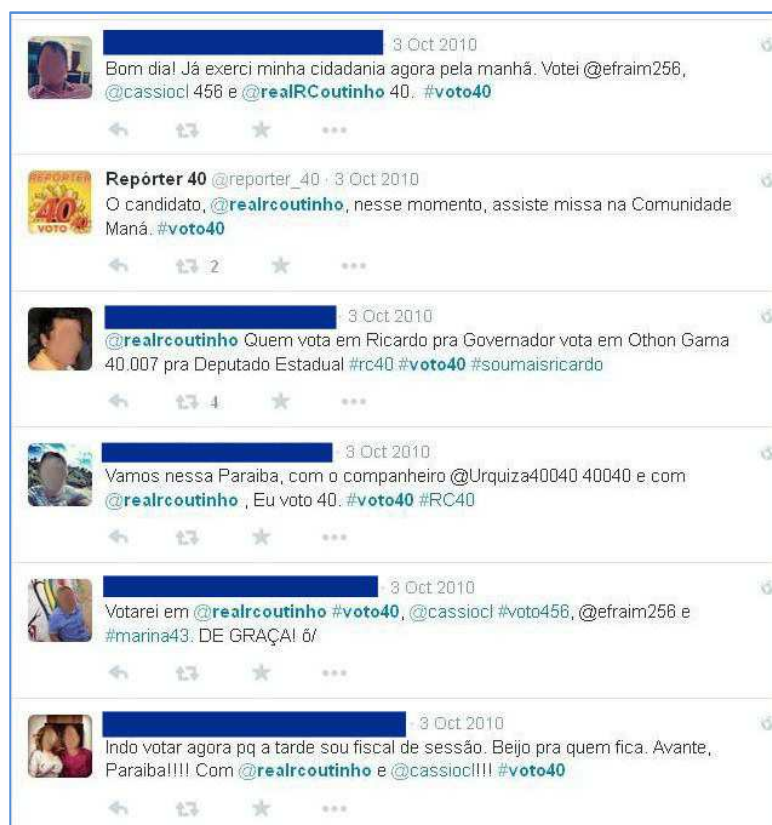 3 Oct 2010
Bom dia! Já exerci minha cidadania agora pela manhã. Votei @efraim256,
@cassiocl 456 e @realRCoutinho 40. #voto40
REPÓRTER
40
VOTO
Repórter 40 @reporter_40 · 3 Oct 2010
O candidato, @realrcoutinho, nesse momento, assiste missa na Comunidade
Maná. #voto40
2
· 3 Oct 2010
@realrcoutinho Quem vota em Ricardo pra Governador vota em Othon Gama
40.007 pra Deputado Estadual #rc40 #voto40 #soumaisricardo
4
· 3 Oct 2010
Vamos nessa Paraiba, com o companheiro @Urquiza40040 40040 e com
@realrcoutinho , Eu voto 40. #voto40 #RC40
· 3 Oct 2010
Votarei em @realrcoutinho #voto40, @cassiocl #voto456, @efraim256 e
#marina43. DE GRAÇA! õ/
· 3 Oct 2010
Indo votar agora pq a tarde sou fiscal de sessão. Beijo pra quem fica. Avante,
Paraiba!!!! Com @realrcoutinho e @cassiocl!!!! #voto40